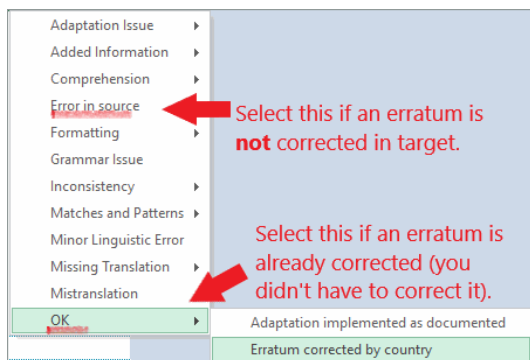 Adaptation Issue
Added Information
Comprehension
Error in source
Select this if an erratum is
not corrected in target.
Formatting
Grammar Issue
Inconsistency
Matches and Patterns
Minor Linguistic Error
Missing Translation
Mistranslation
Select this if an erratum is
already corrected (you
didn't have to correct it).
OK
Adaptation implemented as documented
Erratum corrected by country